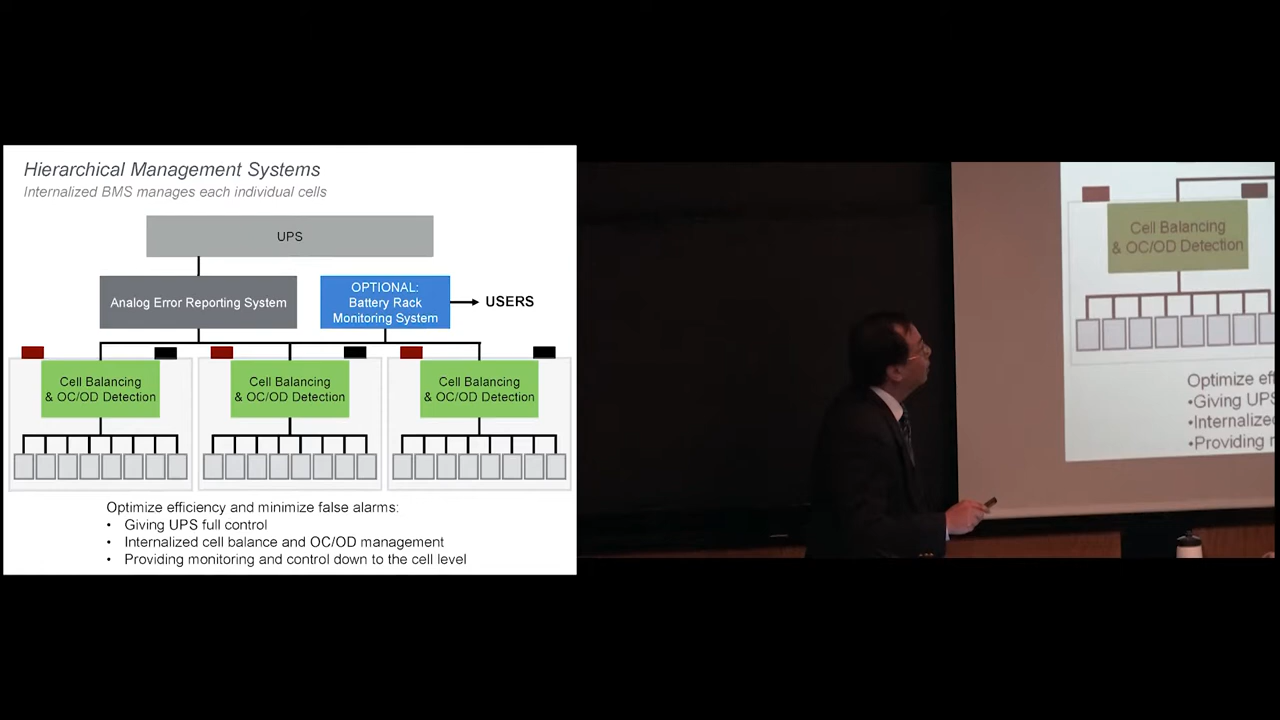 Hierarchical Management Systems
Internalized BMS manages each individual cells
UPS
Analog Error Reporting System
OPTIONAL:
Battery Rack
Monitoring System
USERS
Cell Balancing
& OC/OD Detection
Cell Balancing
& OC/OD Detection
Cell Balancing
& OC/OD Detection
Optimize efficiency and minimize false alarms:
• Giving UPS full control
• Internalized cell balance and OC/OD management
• Providing monitoring and control down to the cell level
Cell Balancing
& OC/OD Detection
Optimize
•Giving UPS
•Internalized
•Providing